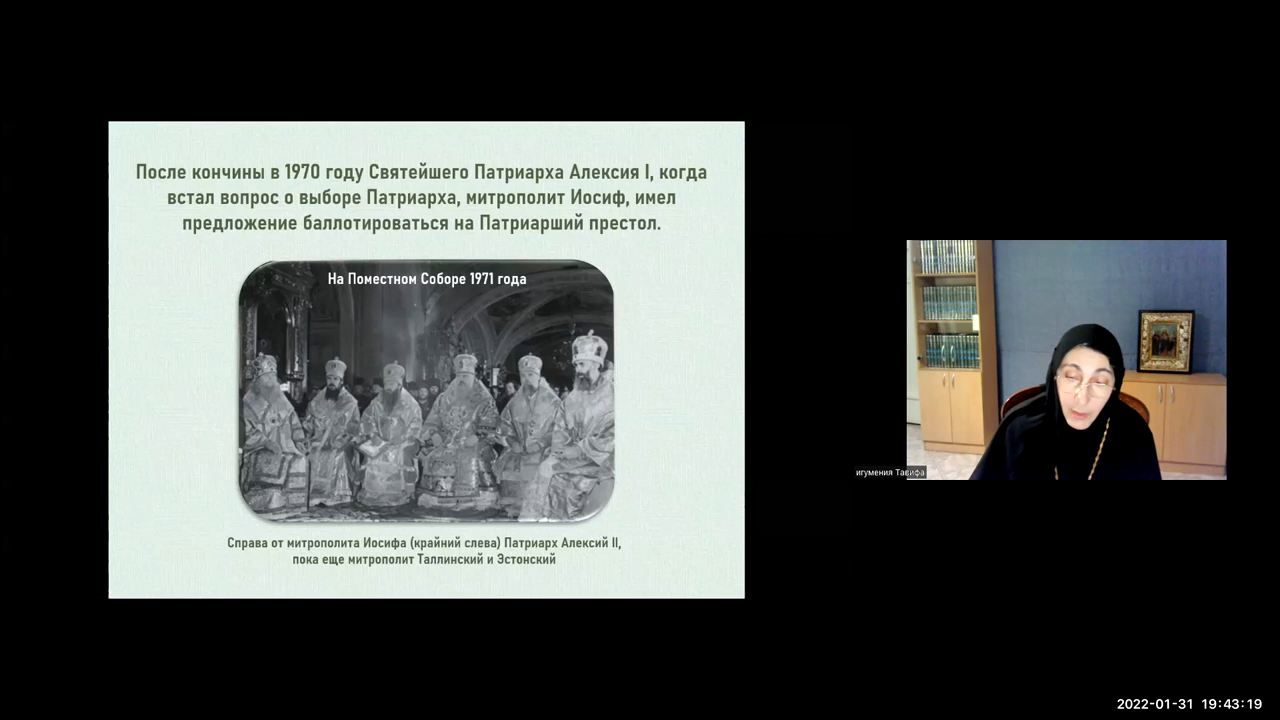 После кончины в 1970 году Святейшего Патриарха Алексия I, когда
встал вопрос о выборе Патриарха, митрополит Иосиф, имел
предложение баллотироваться на Патриарший престол.
На Поместном Соборе 1971 года
Справа от митрополита Иосифа (крайний слева) Патриарх Алексий II,
пока еще митрополит Таллинский и Эстонский
игумения Тавифа
2022-01-31 19:43:19